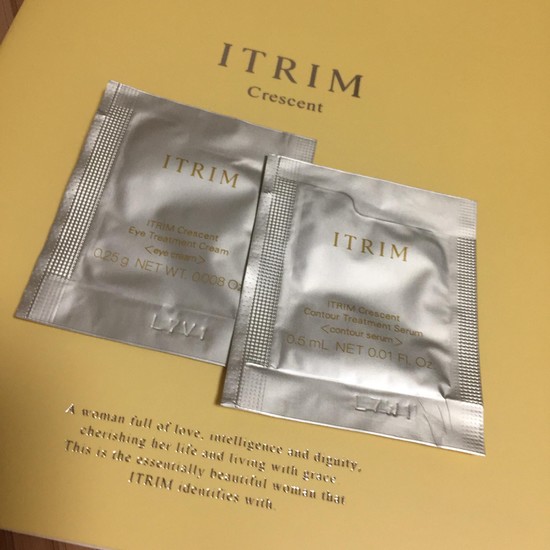 ITRIM
Crescent
ITRIM
ITRIM Crescent
Eye Treatment Cream
<eye cream>
0.25 g NET WT. 0.008 Oz
L7V1
ITRIM
ITRIM Crescent
Contour Treatment Serum
<contour serum>
0.5 mL NET 0.01 FL Oz.
L7W1
A woman full of love, intelligence and dignity,
cherishing her life and living with grace.
This is the essentially beautiful woman that
ITRIM identifies with.